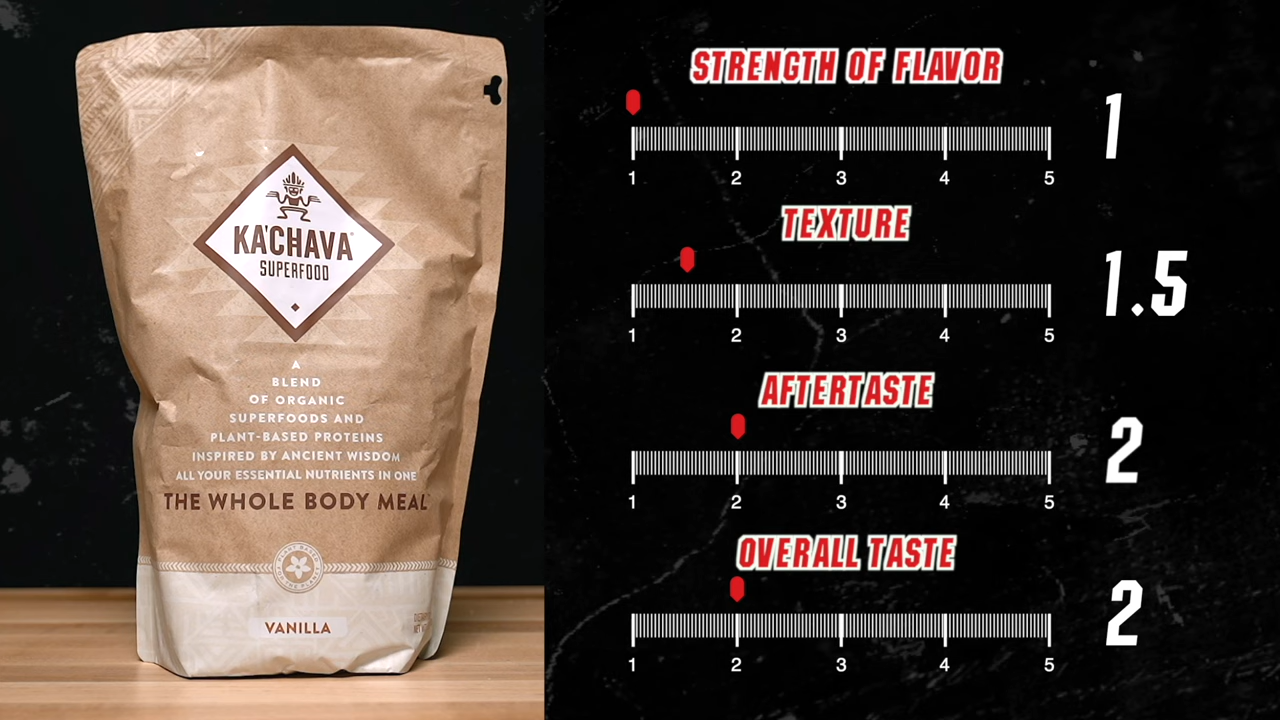 KA'CHAVA®
SUPERFOOD
A
BLEND
OF ORGANIC
SUPERFOODS AND
PLANT-BASED PROTEINS
INSPIRED BY ANCIENT WISDOM
ALL YOUR ESSENTIAL NUTRIENTS IN ONE
THE WHOLE BODY MEAL
VANILLA
STRENGTH OF FLAVOR
1
1 2 3 4 5
TEXTURE
1.5
1 2 3 4 5
AFTERTASTE
2
1 2 3 4 5
OVERALL TASTE
2
1 2 3 4 5